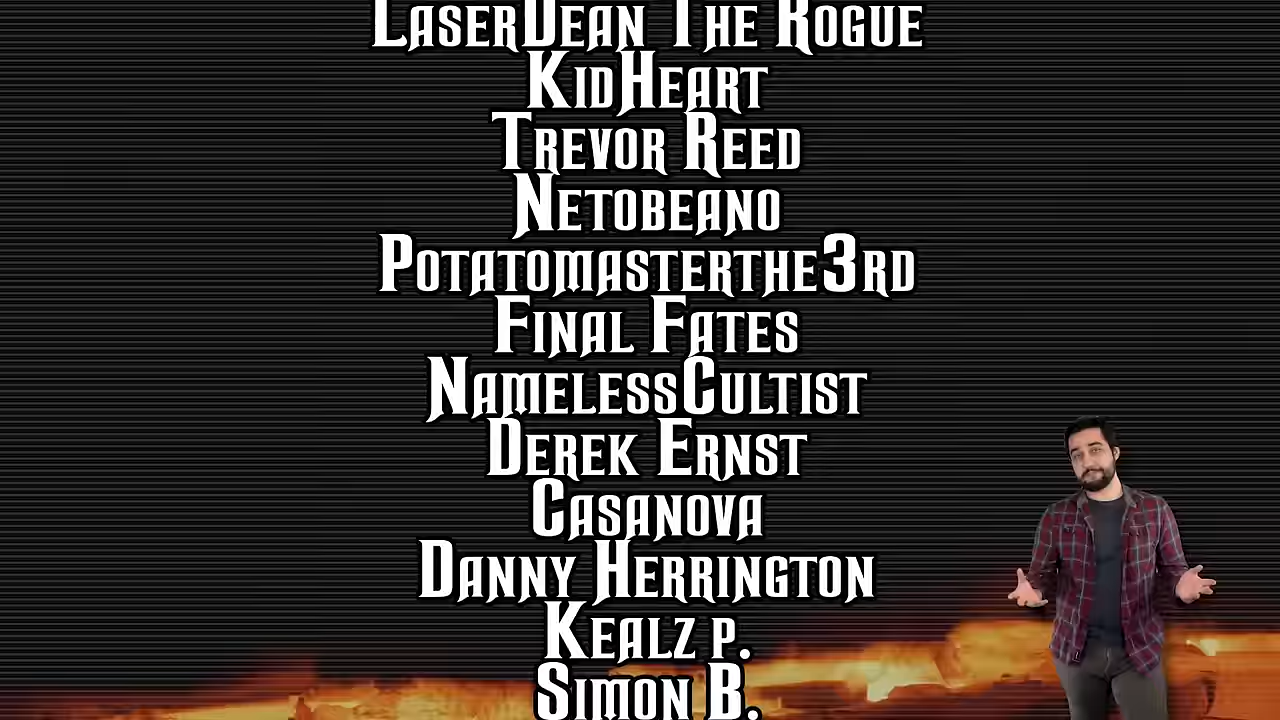 LaserDean The Rogue
KidHeart
Trevor Reed
Netobeano
Potatomasterthe3rd
Final Fates
NamelessCultist
Derek Ernst
Casanova
Danny Herrington
Kealz p.
Simon B.